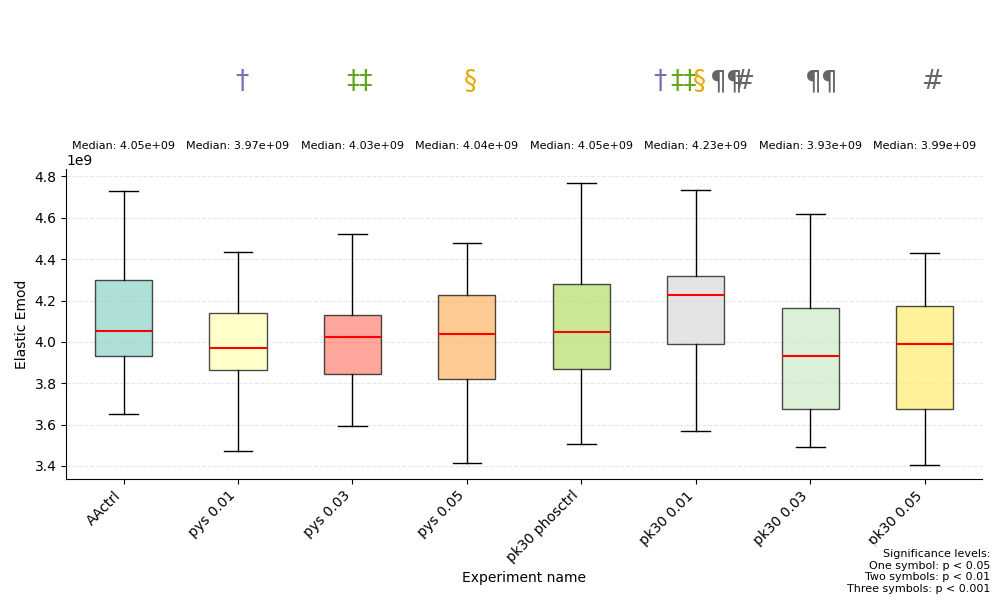 † ‡‡ § † ‡‡ § ¶¶ # ¶¶ #
Median: 4.05e+09 Median: 3.97e+09 Median: 4.03e+09 Median: 4.04e+09 Median: 4.05e+09 Median: 4.23e+09 Median: 3.93e+09 Median: 3.99e+09
1e9
4.8
4.6
4.4
4.2
4.0
3.8
3.6
3.4
Elastic Emod
AActrl
pys 0.01
pys 0.03
pys 0.05
pk30 phosctrl
pk30 0.01
pk30 0.03
pk30 0.05
Experiment name
Significance levels:
One symbol: p < 0.05
Two symbols: p < 0.01
Three symbols: p < 0.001